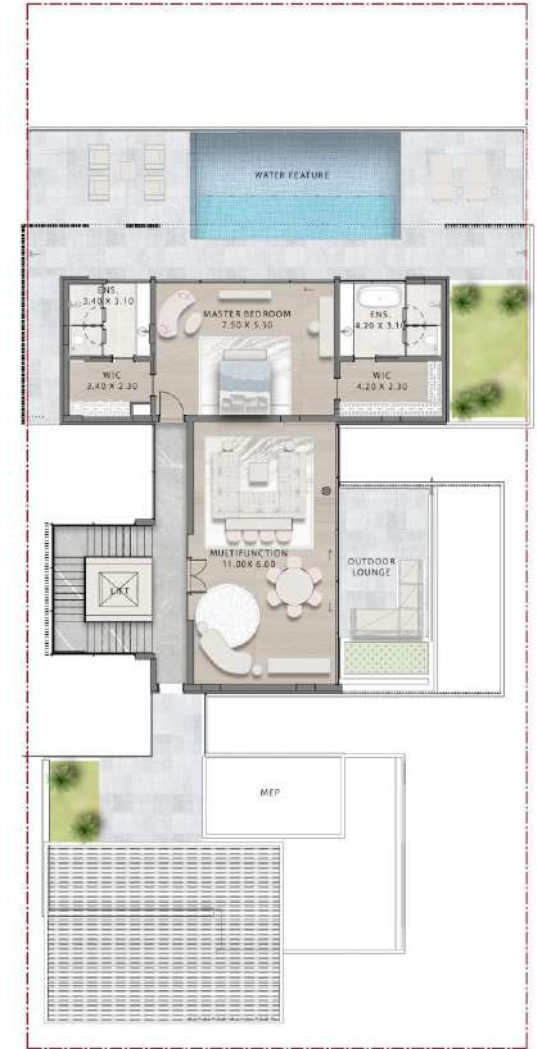 WATER FEATURE
ENS.
3.40 X 3.10
MASTER BEDROOM
7.50 X 5.30
ENS.
4.20 X 3.10
WIC
3.40 X 2.30
WIC
4.20 X 2.30
MULTIFUNCTION
11.00X 6.00
OUTDOOR
LOUNGE
LIFT
MEP